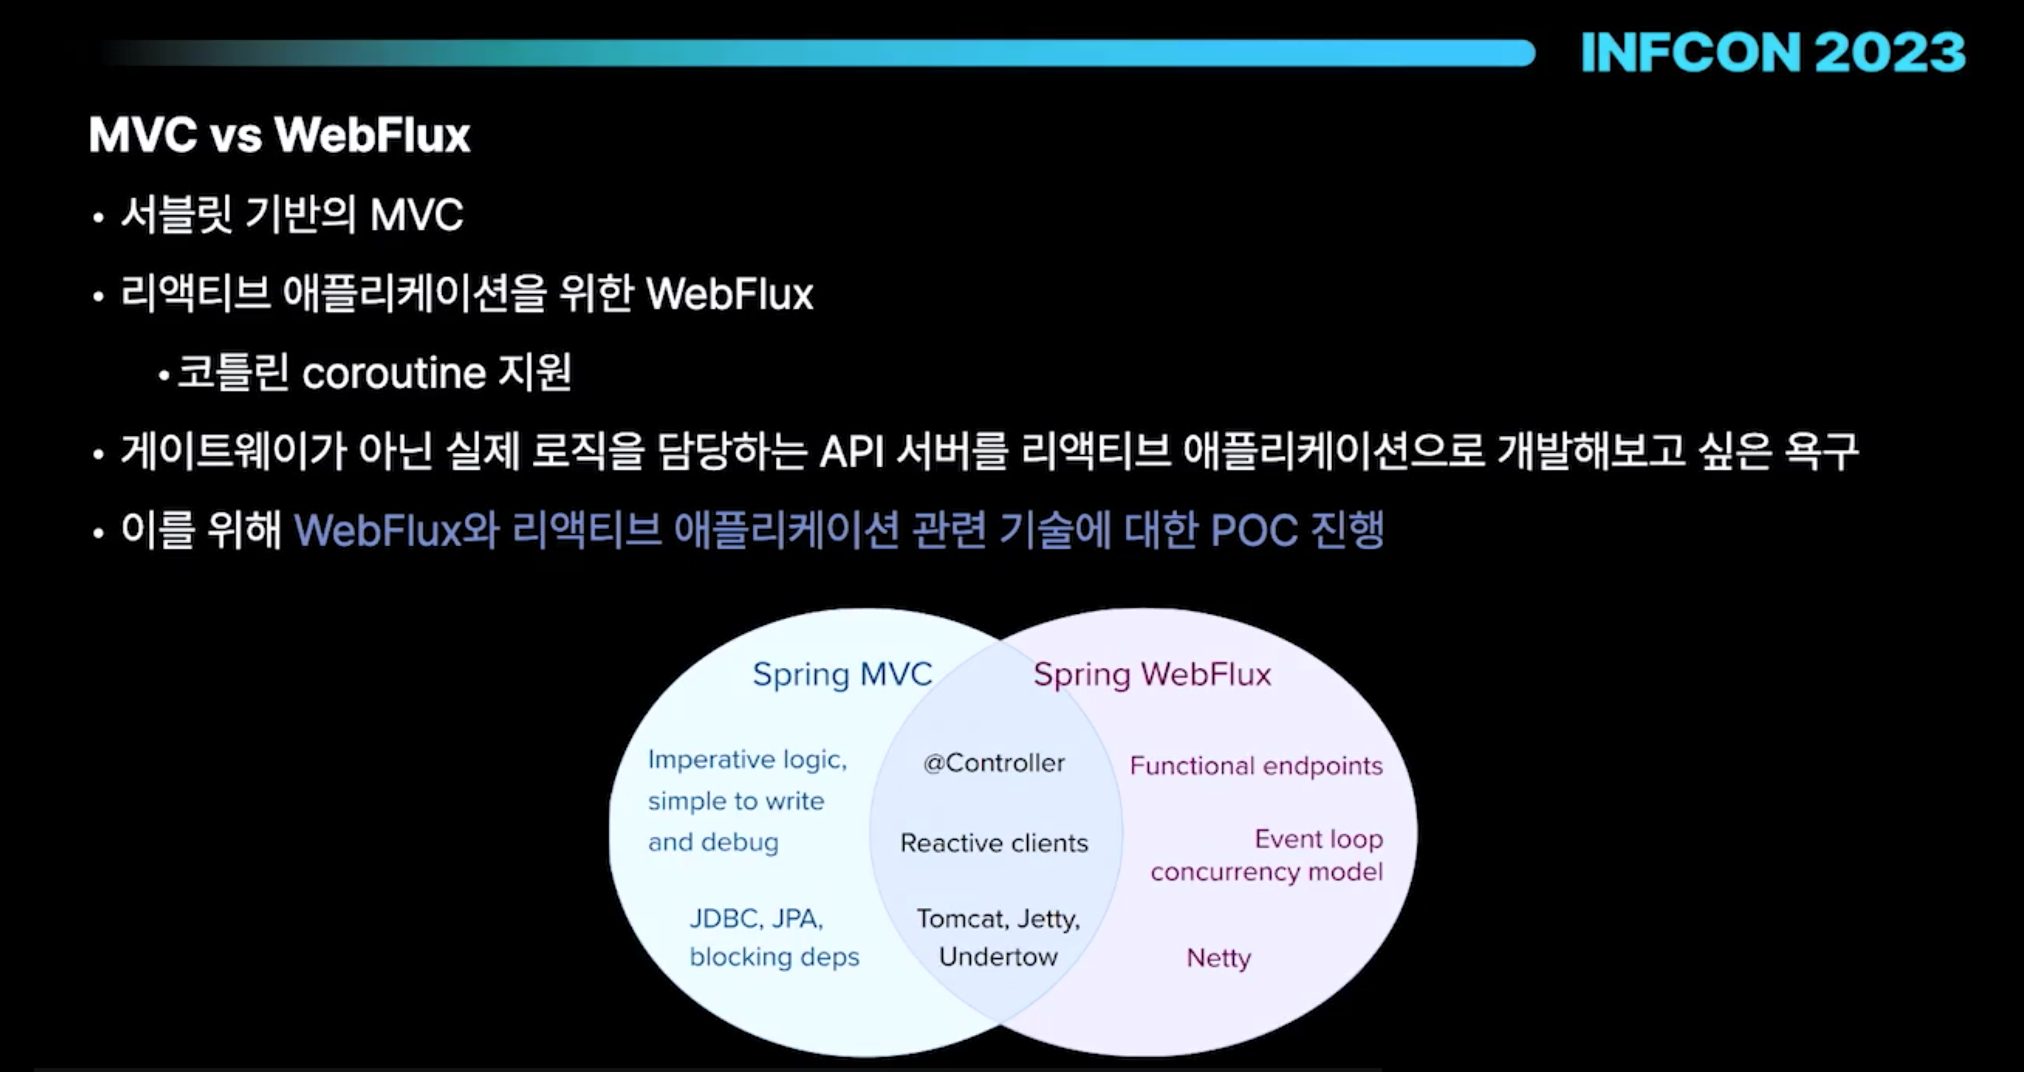 INFCON 2023
MVC vs WebFlux
• 서블릿 기반의 MVC
• 리액티브 애플리케이션을 위한 WebFlux
• 코틀린 coroutine 지원
• 게이트웨이가 아닌 실제 로직을 담당하는 API 서버를 리액티브 애플리케이션으로 개발해보고 싶은 욕구
• 이를 위해 WebFlux와 리액티브 애플리케이션 관련 기술에 대한 POC 진행
Spring MVC
Imperative logic,
simple to write
and debug
JDBC, JPA,
blocking deps
@Controller
Reactive clients
Tomcat, Jetty,
Undertow
Spring WebFlux
Functional endpoints
Event loop
concurrency model
Netty